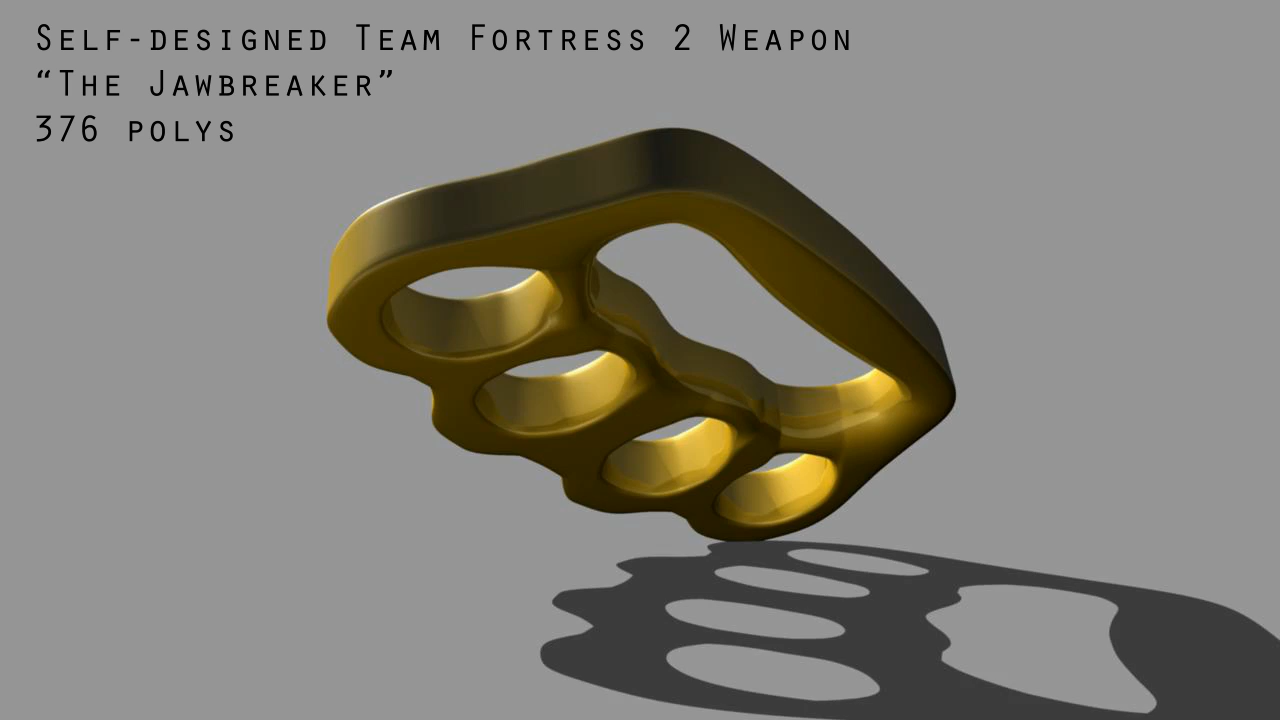 Self-designed Team Fortress 2 Weapon
“The Jawbreaker”
376 polys